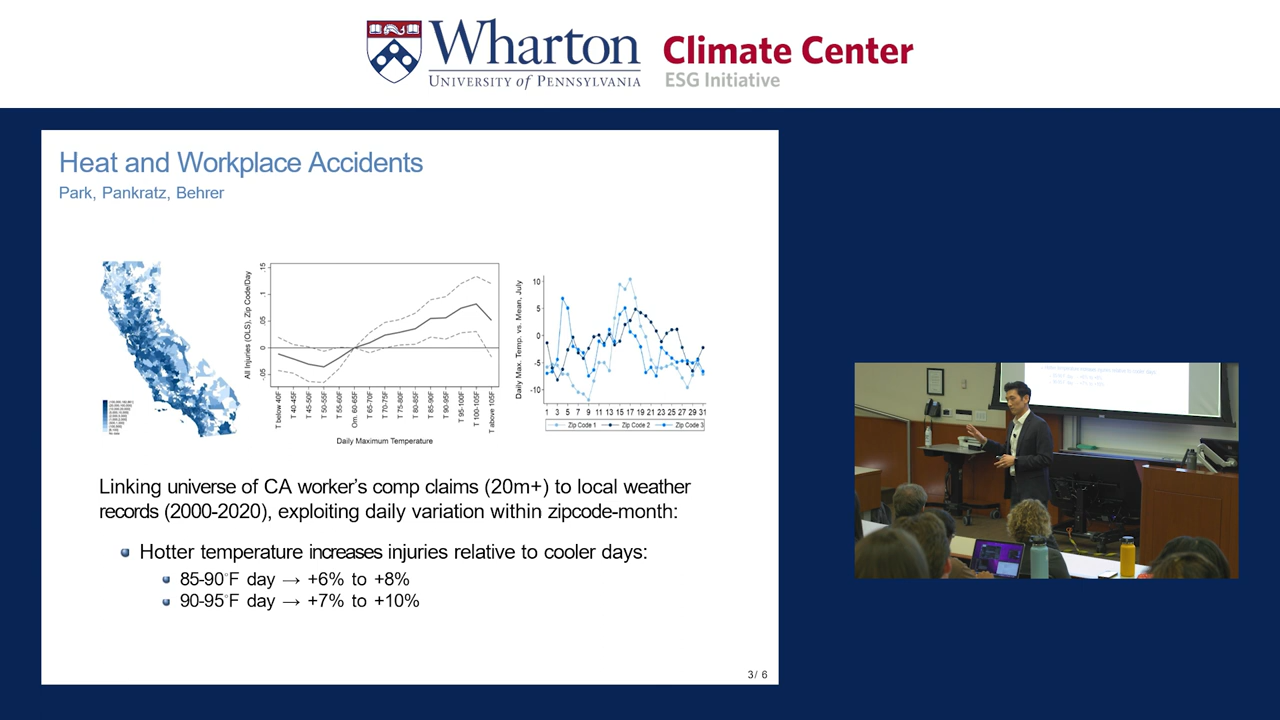 Wharton
UNIVERSITY of PENNSYLVANIA
Climate Center
ESG Initiative
Heat and Workplace Accidents
Park, Pankratz, Behrer
All Injuries (OLS), Zip Code/Day
.15
.1
.05
0
-.05
T below 40F
T 40-45F
T 45-50F
T 50-55F
T 55-60F
Om. 60-65F
T 65-70F
T 70-75F
T 75-80F
T 80-85F
T 85-90F
T 90-95F
T 95-100F
T 100-105F
T above 105F
Daily Maximum Temperature
Daily Max. Temp. vs. Mean, July
10
5
0
-5
-10
1 3 5 7 9 11 13 15 17 19 21 23 25 27 29 31
Zip Code 1 Zip Code 2 Zip Code 3
Linking universe of CA worker's comp claims (20m+) to local weather
records (2000-2020), exploiting daily variation within zipcode-month:
Hotter temperature increases injuries relative to cooler days:
85-90°F day → +6% to +8%
90-95°F day → +7% to +10%
3 / 6